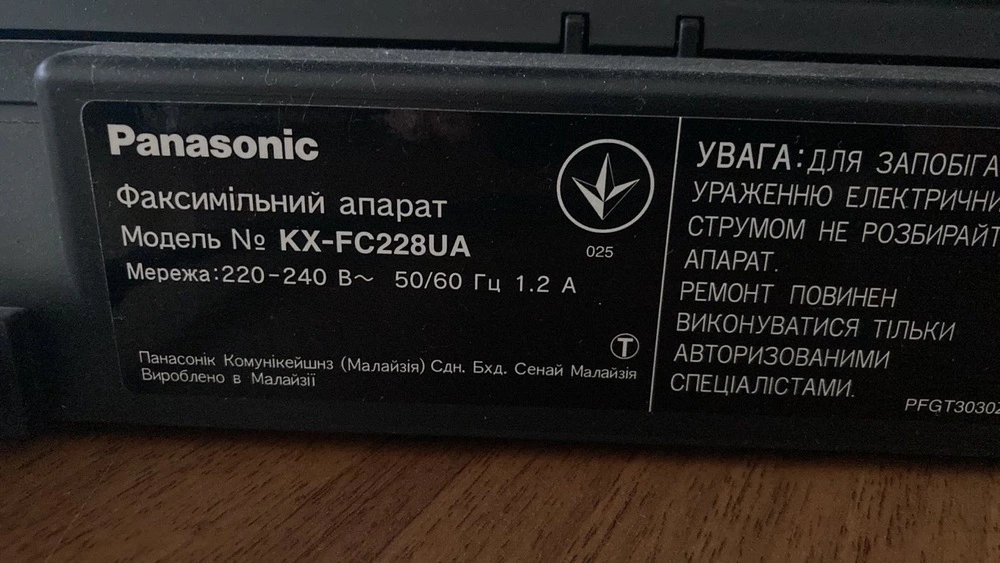 Panasonic
Факсимільний апарат
Модель № KX-FC228UA
Мережа:220-240 В~ 50/60 Гц 1.2 А
025
T
Панасонік Комунікейшнз (Малайзія) Сдн. Бхд. Сенай Малайзія
Вироблено в Малайзії
УВАГА:ДЛЯ ЗАПОБІГА
УРАЖЕННЮ ЕЛЕКТРИЧНИ
СТРУМОМ НЕ РОЗБИРАЙТ
АПАРАТ.
РЕМОНТ ПОВИНЕН
ВИКОНУВАТИСЯ ТІЛЬКИ
АВТОРИЗОВАНИМИ
СПЕЦІАЛІСТАМИ.
PFGT3030Z